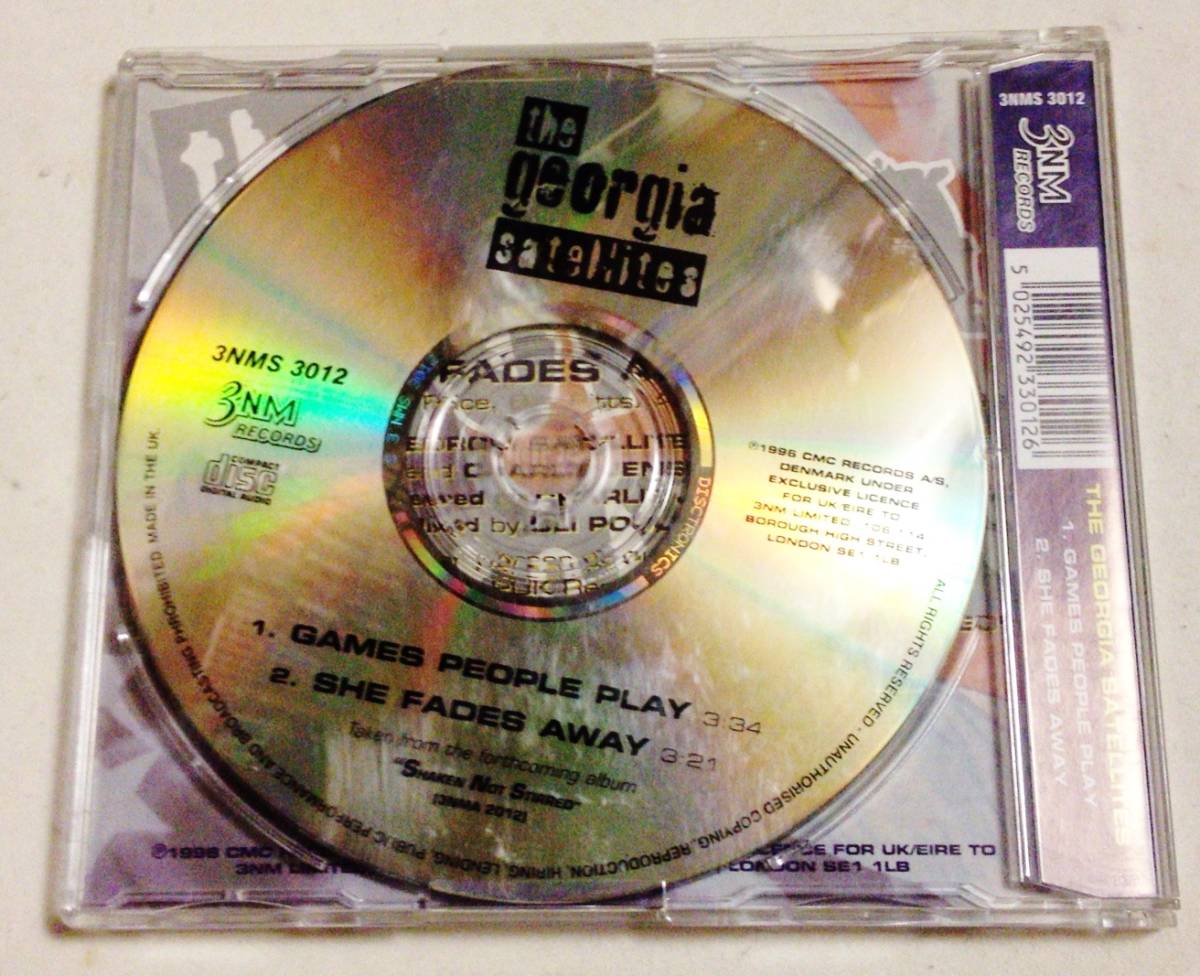 the
georgia
satellites
3NMS 3012
3NM
RECORDS
COMPACT
disc
DIGITAL AUDIO
℗1996 CMC RECORDS A/S,
DENMARK UNDER
EXCLUSIVE LICENCE
FOR UK/EIRE TO
3NM LIMITED, 106-114
BOROUGH HIGH STREET,
LONDON SE1 1LB
1. GAMES PEOPLE PLAY 3:34
2. SHE FADES AWAY 3:21
Taken from the forthcoming album
"SHAKEN NOT STIRRED"
(3NMA 2012)
ALL RIGHTS RESERVED - UNAUTHORISED COPYING, REPRODUCTION, HIRING, LENDING, PUBLIC PERFORMANCE AND BROADCASTING PROHIBITED. MADE IN THE UK.
DISCTRONICS
FADES
mixed by
℗1996 CMC
FOR UK/EIRE TO
3NM
LONDON SE1 1LB
3NMS 3012
3NM
RECORDS
5 025492 330126
THE GEORGIA SATELLITES
1. GAMES PEOPLE PLAY
2. SHE FADES AWAY